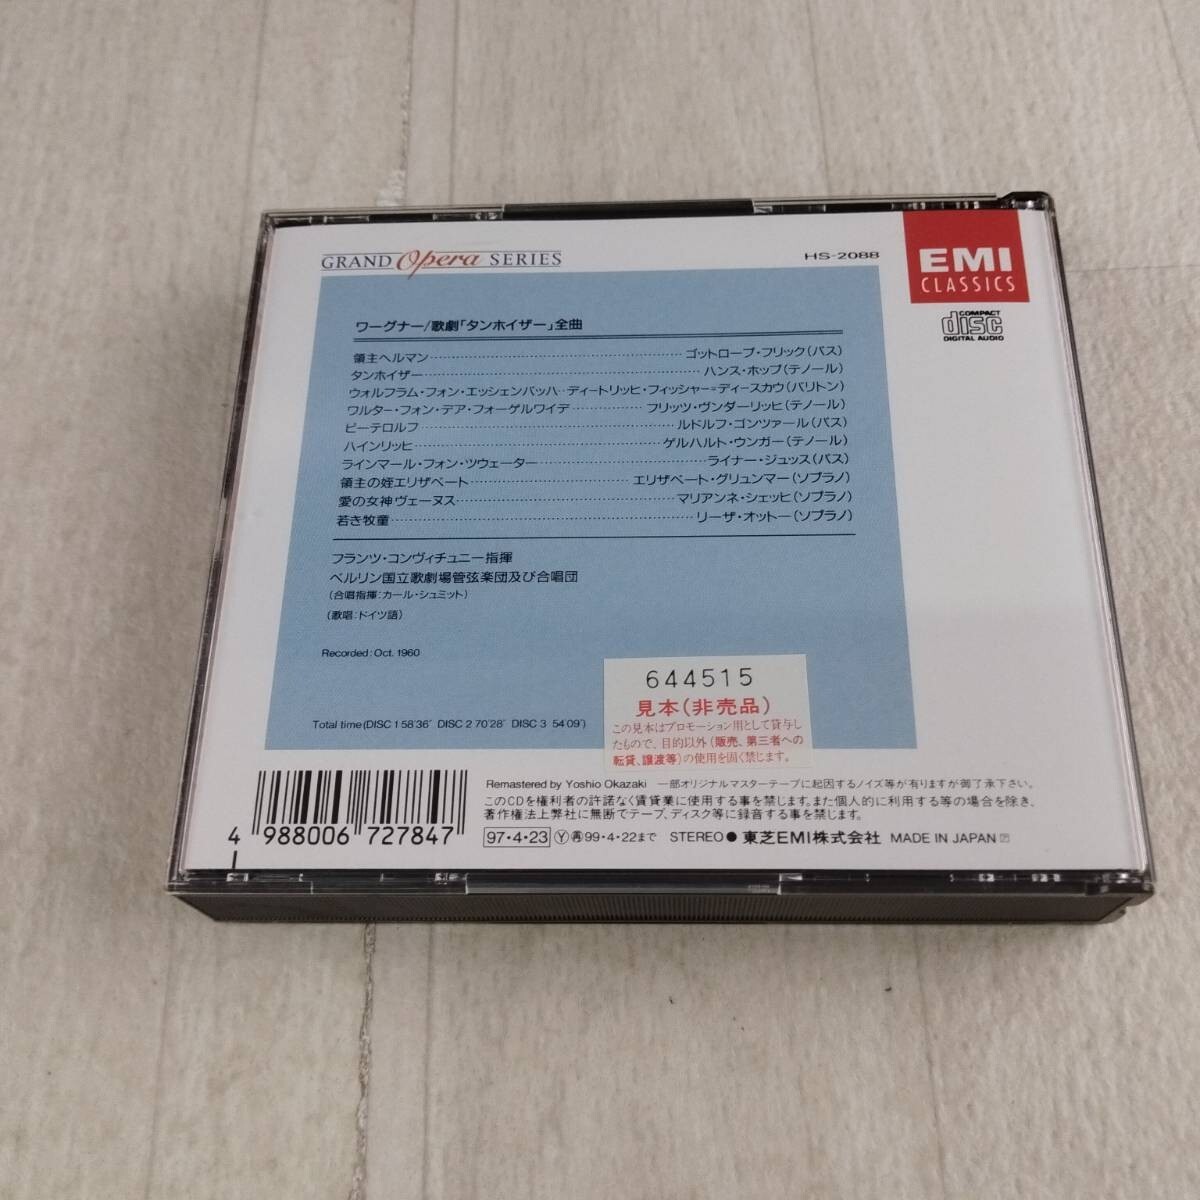 GRAND Opera SERIES
HS-2088
EMI
CLASSICS
COMPACT
disc
DIGITAL AUDIO
ワーグナー/歌劇「タンホイザー」全曲
領主ヘルマン……ゴットローブ・フリック(バス)
タンホイザー……ハンス・ホップ(テノール)
ウォルフラム・フォン・エッシェンバッハ‥ディートリッヒ・フィッシャー=ディースカウ(バリトン)
ワルター・フォン・デア・フォーゲルワイデ……フリッツ・ヴンダーリッヒ(テノール)
ビーテロルフ……ルドルフ・ゴンツァール(バス)
ハインリッヒ……ゲルハルト・ウンガー(テノール)
ラインマール・フォン・ツウェーター……ライナー・ジュッス(バス)
領主の姪エリザベート……エリザベート・グリュンマー(ソプラノ)
愛の女神ヴェーヌス……マリアンネ・シェッヒ(ソプラノ)
若き牧童……リーザ・オットー(ソプラノ)
フランツ・コンヴィチュニー指揮
ベルリン国立歌劇場管弦楽団及び合唱団
(合唱指揮:カール・シュミット)
(歌唱:ドイツ語)
Recorded: Oct. 1960
Total time(DISC 1 58'36" DISC 2 70'28" DISC 3 54'09")
644515
見本(非売品)
この見本はプロモーション用として貸与し
たもので、目的以外(販売、第三者への
転貸、譲渡等)の使用を固く禁じます。
Remastered by Yoshio Okazaki 一部オリジナルマスターテープに起因するノイズ等が有りますが御了承下さい。
このCDを権利者の許諾なく賃貸業に使用する事を禁じます。また個人的に利用する等の場合を除き、
著作権法上弊社に無断でテープ、ディスク等に録音する事を禁じます。
4 988006 727847
97・4・23 Ⓨ㊢99・4・22まで STEREO ● 東芝EMI株式会社 MADE IN JAPAN